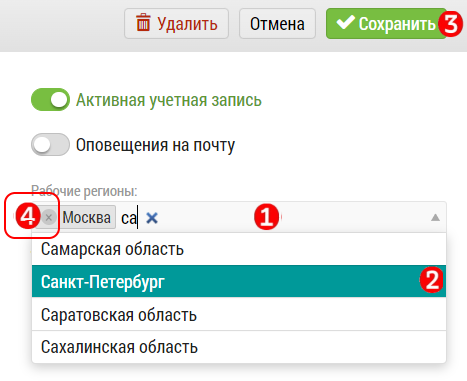 Удалить Отмена Сохранить 3
Активная учетная запись
Оповещения на почту
Рабочие регионы:
4 × Москва са × 1
Самарская область
Санкт-Петербург 2
Саратовская область
Сахалинская область